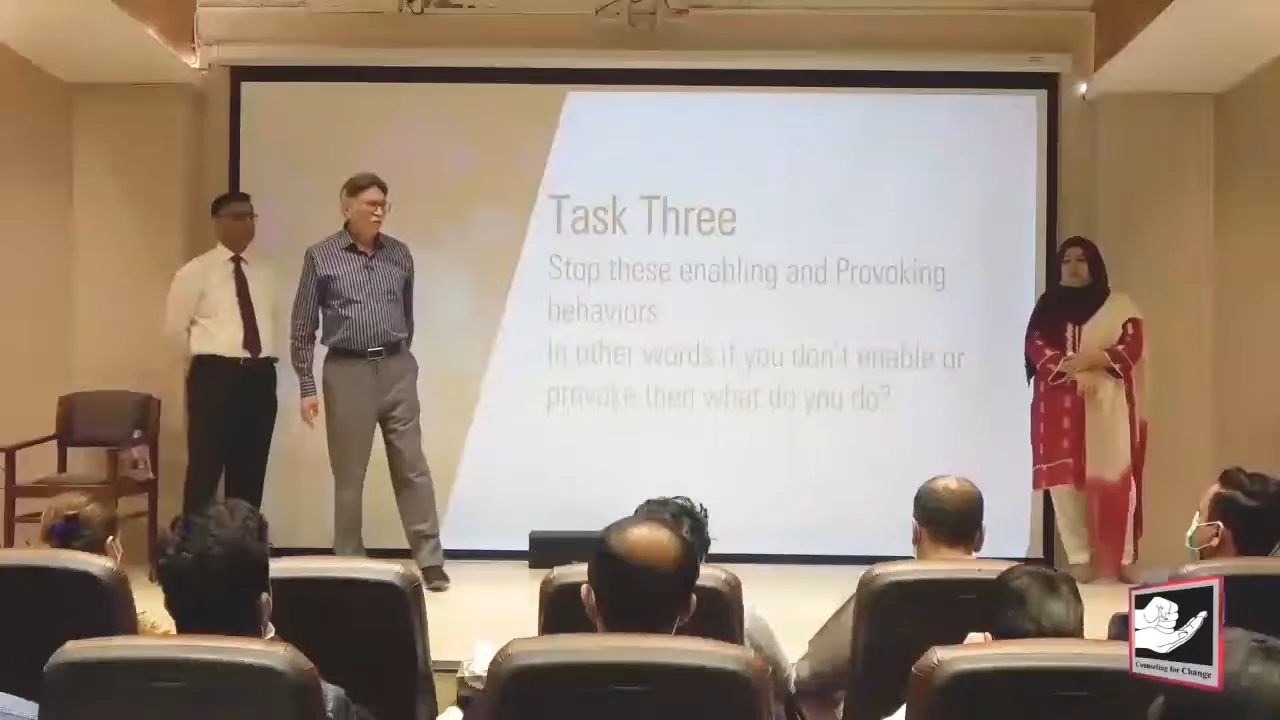 Task Three
Stop these enabling and Provoking
behaviors
In other words if you don't enable or
provoke then what do you do?
Counseling for Change